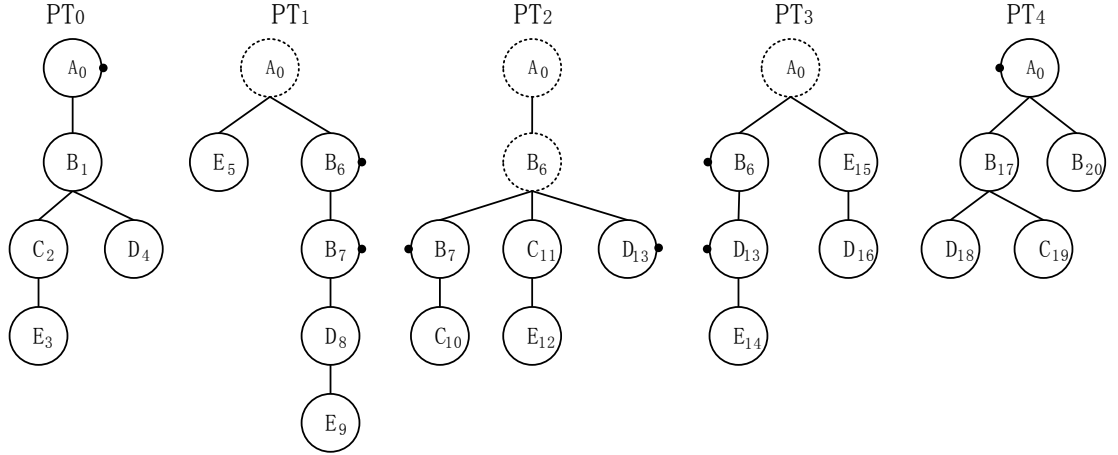 PT0 PT1 PT2 PT3 PT4
A0 A0 A0 A0 A0
B1 E5 B6 B6 B6 E15 B17 B20
C2 D4 B7 B7 C11 D13 D13 D16 D18 C19
E3 D8 C10 E12 E14
E9